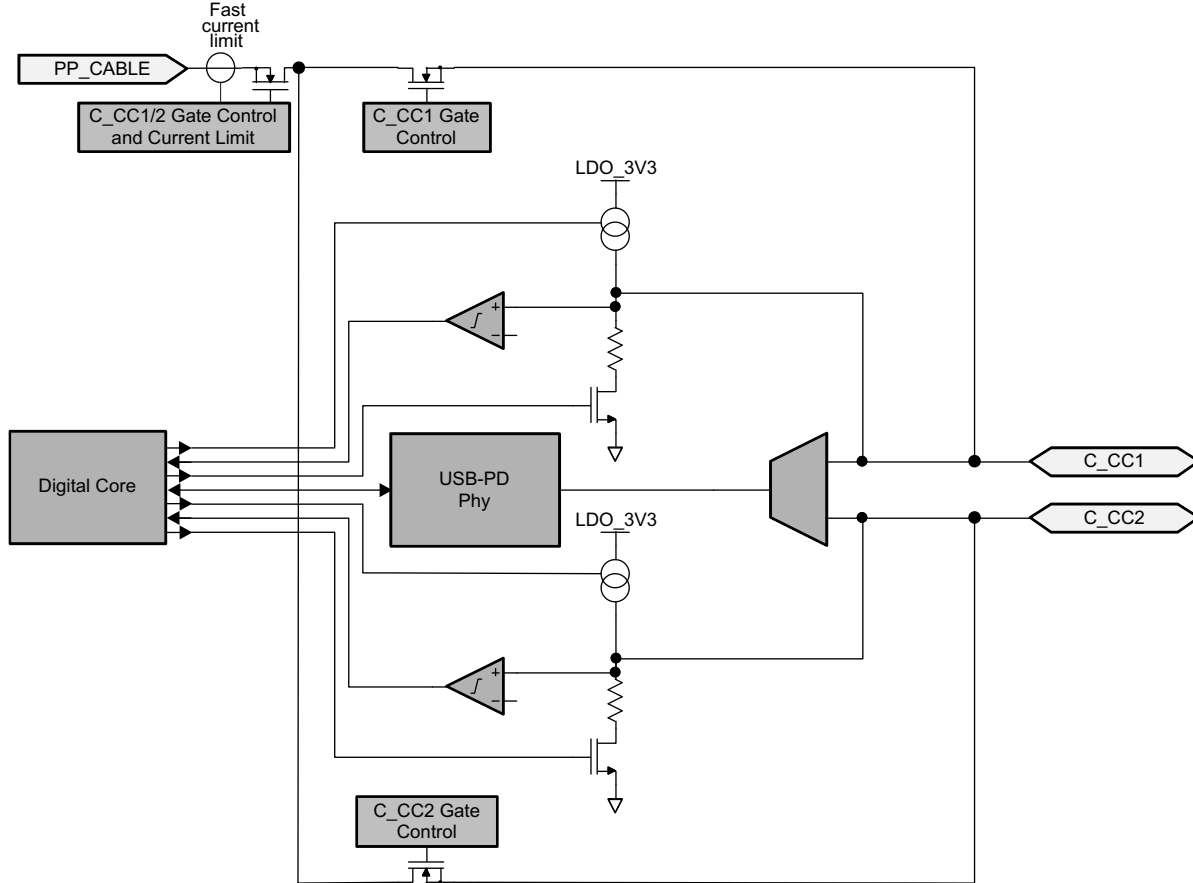 Fast
current
limit
PP_CABLE
C_CC1/2 Gate Control
and Current Limit
C_CC1 Gate
Control
LDO_3V3
+
−
Digital Core
USB-PD
Phy
C_CC1
C_CC2
LDO_3V3
+
−
C_CC2 Gate
Control